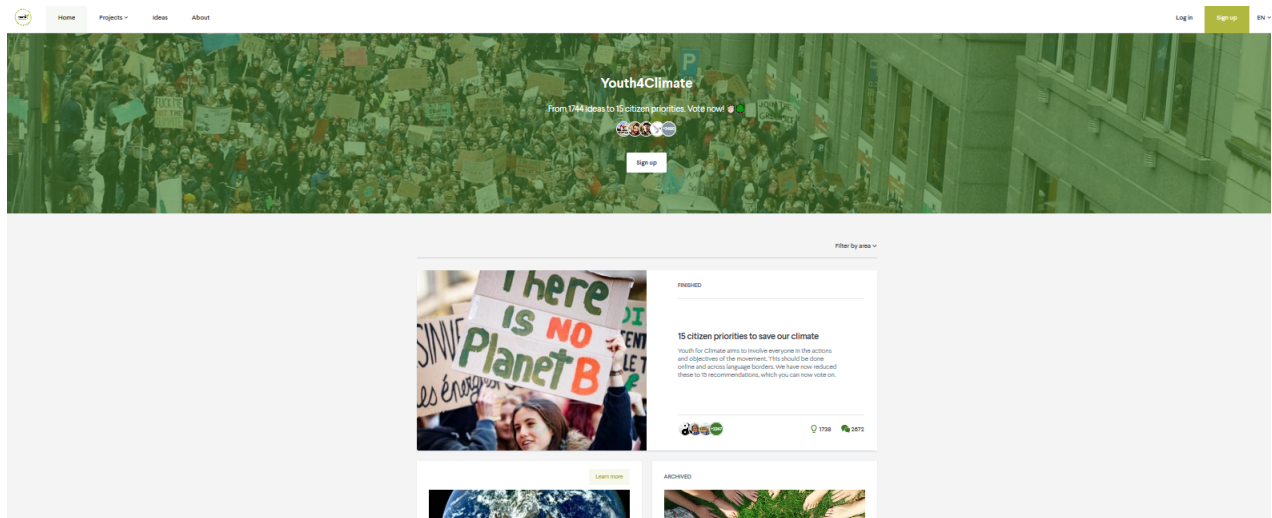 Home
Projects
Ideas
About
Log in
Sign up
EN
Youth4Climate
From 1744 ideas to 15 citizen priorities. Vote now!
Sign up
Filter by area
There
IS NO
Planet B
les énergies
FINISHED
15 citizen priorities to save our climate
Youth for Climate aims to involve everyone in the actions
and objectives of the movement. This should be done
online and across language borders. We have now reduced
these to 15 recommendations, which you can now vote on.
1738
2672
Learn more
ARCHIVED